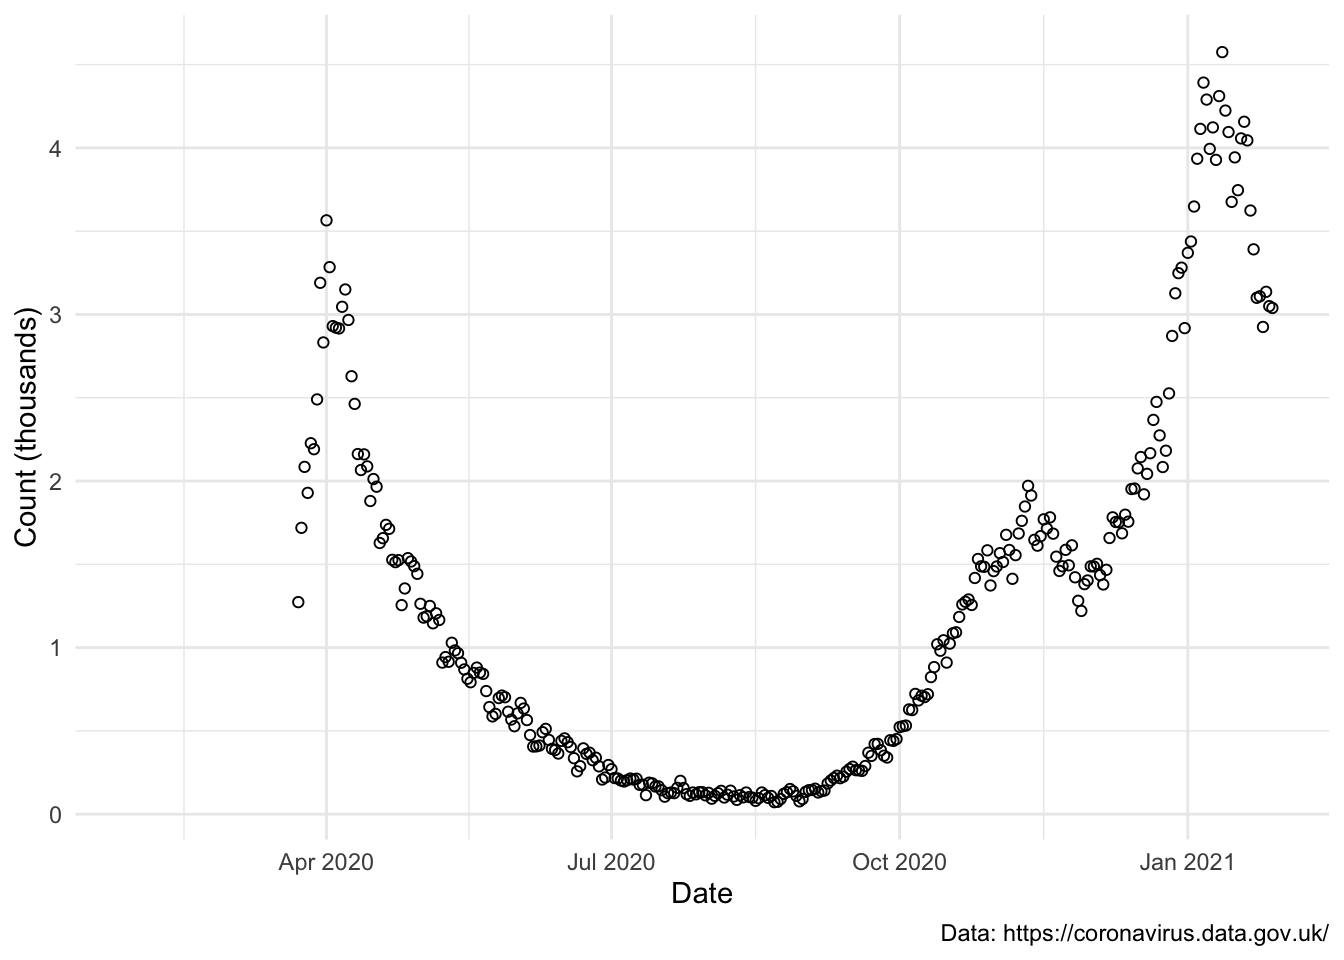 Count (thousands)
4
3
2
1
0
Apr 2020
Jul 2020
Oct 2020
Jan 2021
Date
Data: https://coronavirus.data.gov.uk/